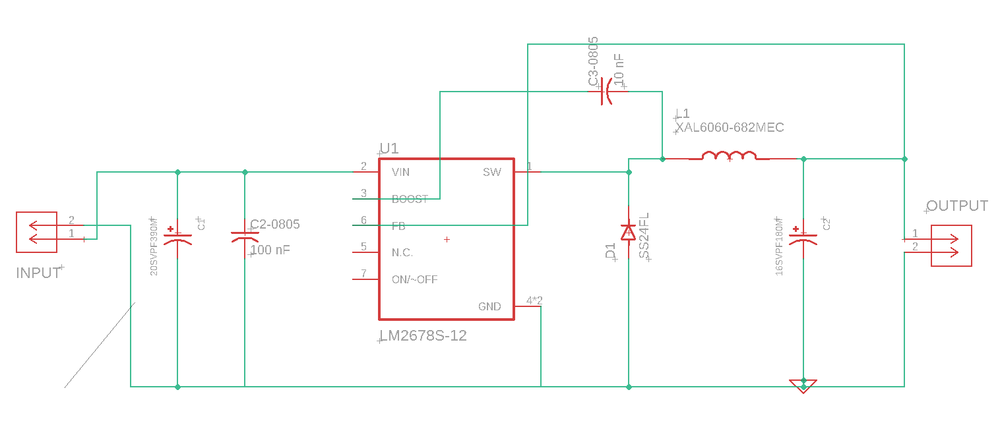 C3-0805
10 nF
L1
XAL6060-682MEC
U1
2
VIN
SW
1
3
BOOST
6
FB
5
N.C.
7
ON/~OFF
GND
4*2
LM2678S-12
2
1
INPUT
20SVPF390M
C1
C2-0805
100 nF
D1
SS24FL
16SVPF180M
C2
OUTPUT
1
2